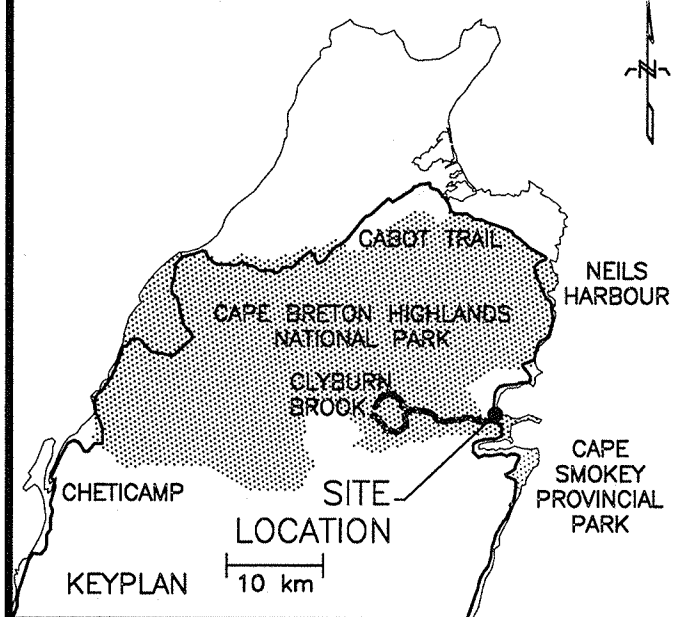 N
CABOT TRAIL
NEILS
HARBOUR
CAPE BRETON HIGHLANDS
NATIONAL PARK
CLYBURN
BROOK
CAPE
SMOKEY
PROVINCIAL
PARK
CHETICAMP
SITE
LOCATION
10 km
KEYPLAN